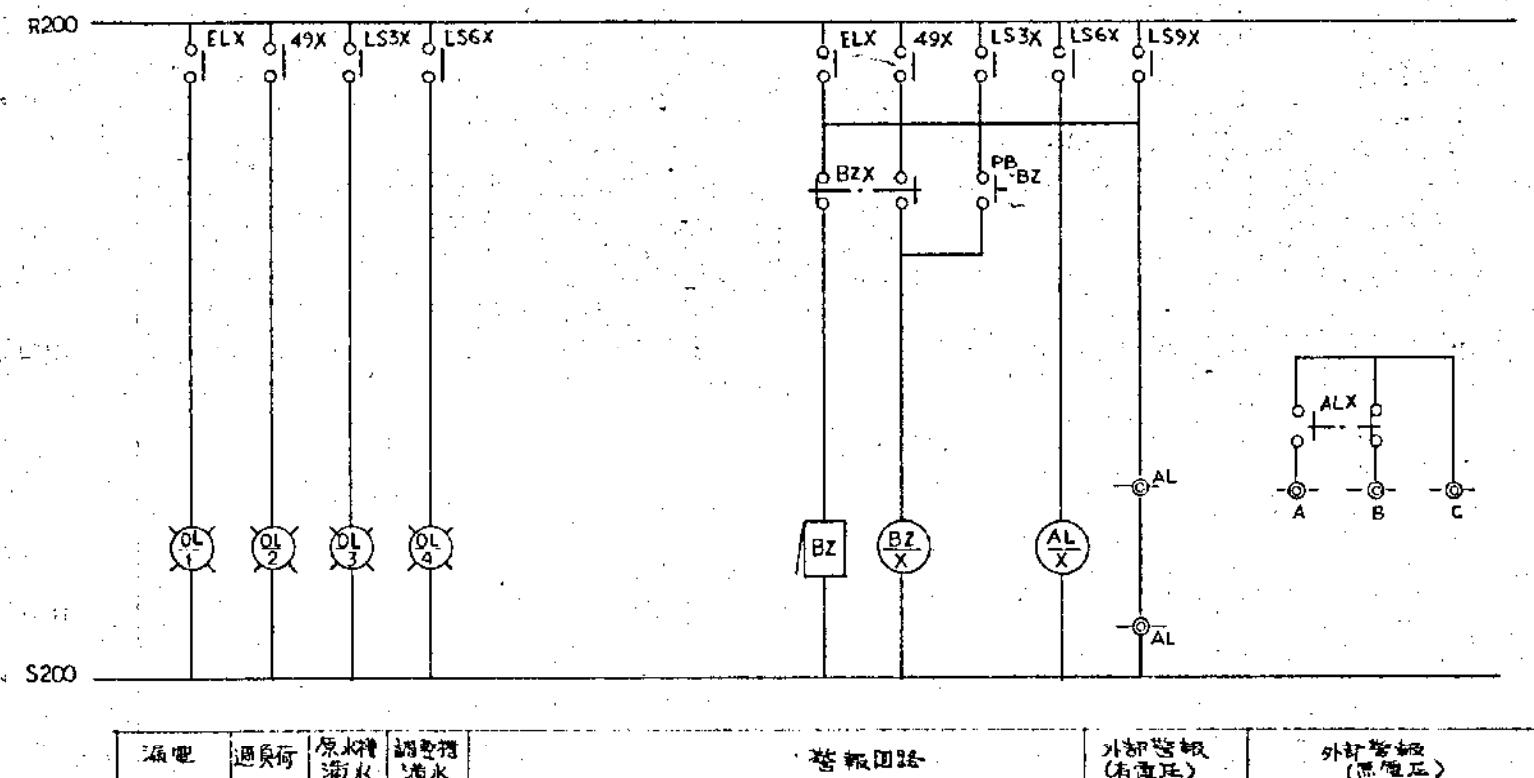 R200
ELX 49X LS3X LS6X ELX 49X LS3X LS6X LS9X
BZX PB BZ
ALX
AL
A B C
OL 1 OL 2 OL 3 OL 4 BZ BZ X AL X
AL
S200
漏電 過負荷 原水槽 満水 調整槽 満水 警報回路 外部警報 (有電圧) 外部警報 (無電圧)